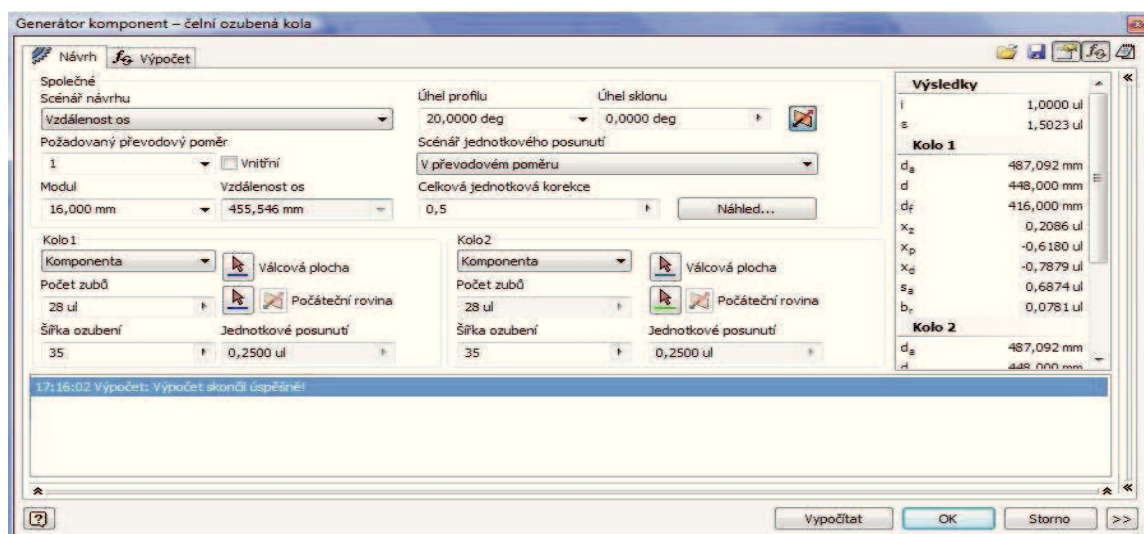 Generátor komponent – čelní ozubená kola
Návrh Výpočet
Společné
Scénář návrhu
Vzdálenost os
Požadovaný převodový poměr
1 Vnitřní
Modul Vzdálenost os
16,000 mm 455,546 mm
Úhel profilu Úhel sklonu
20,0000 deg 0,0000 deg
Scénář jednotkového posunutí
V převodovém poměru
Celková jednotková korekce
0,5 Náhled...
Kolo1
Komponenta Válcová plocha
Počet zubů
28 ul Počáteční rovina
Šířka ozubení Jednotkové posunutí
35 0,2500 ul
Kolo2
Komponenta Válcová plocha
Počet zubů
28 ul Počáteční rovina
Šířka ozubení Jednotkové posunutí
35 0,2500 ul
Výsledky
i 1,0000 ul
ε 1,5023 ul
Kolo 1
da 487,092 mm
d 448,000 mm
df 416,000 mm
xz 0,2086 ul
xp -0,6180 ul
xd -0,7879 ul
sa 0,6874 ul
br 0,0781 ul
Kolo 2
da 487,092 mm
d 448,000 mm
17:16:02 Výpočet: Výpočet skončil úspěšně!
Vypočítat OK Storno >>